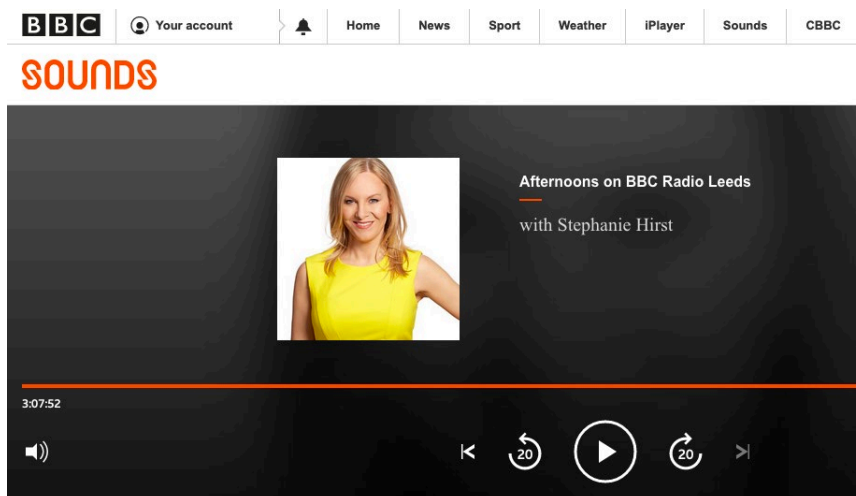 BBC Your account Home News Sport Weather iPlayer Sounds CBBC
SOUNDS
Afternoons on BBC Radio Leeds
with Stephanie Hirst
3:07:52
20 20